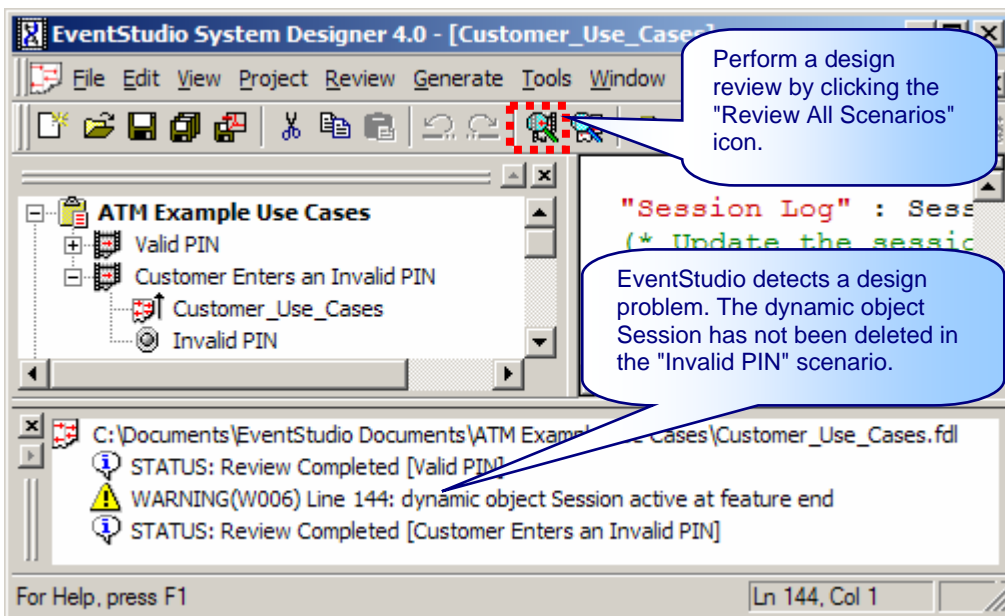 EventStudio System Designer 4.0 - [Customer_Use_Cases]
File Edit View Project Review Generate Tools Window
Perform a design
review by clicking the
"Review All Scenarios"
icon.
ATM Example Use Cases
Valid PIN
Customer Enters an Invalid PIN
Customer_Use_Cases
Invalid PIN
"Session Log" : Sess
(* Update the sessio
EventStudio detects a design
problem. The dynamic object
Session has not been deleted in
the "Invalid PIN" scenario.
C:\Documents\EventStudio Documents\ATM Example Use Cases\Customer_Use_Cases.fdl
STATUS: Review Completed [Valid PIN]
WARNING(W006) Line 144: dynamic object Session active at feature end
STATUS: Review Completed [Customer Enters an Invalid PIN]
For Help, press F1
Ln 144, Col 1